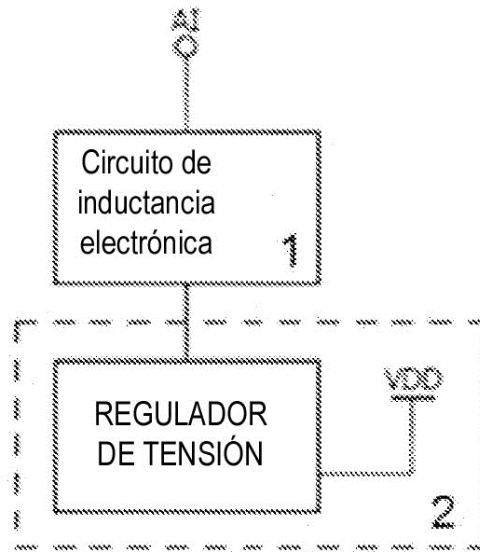 AI
Circuito de
inductancia
electrónica
1
REGULADOR
DE TENSIÓN
VDD
2